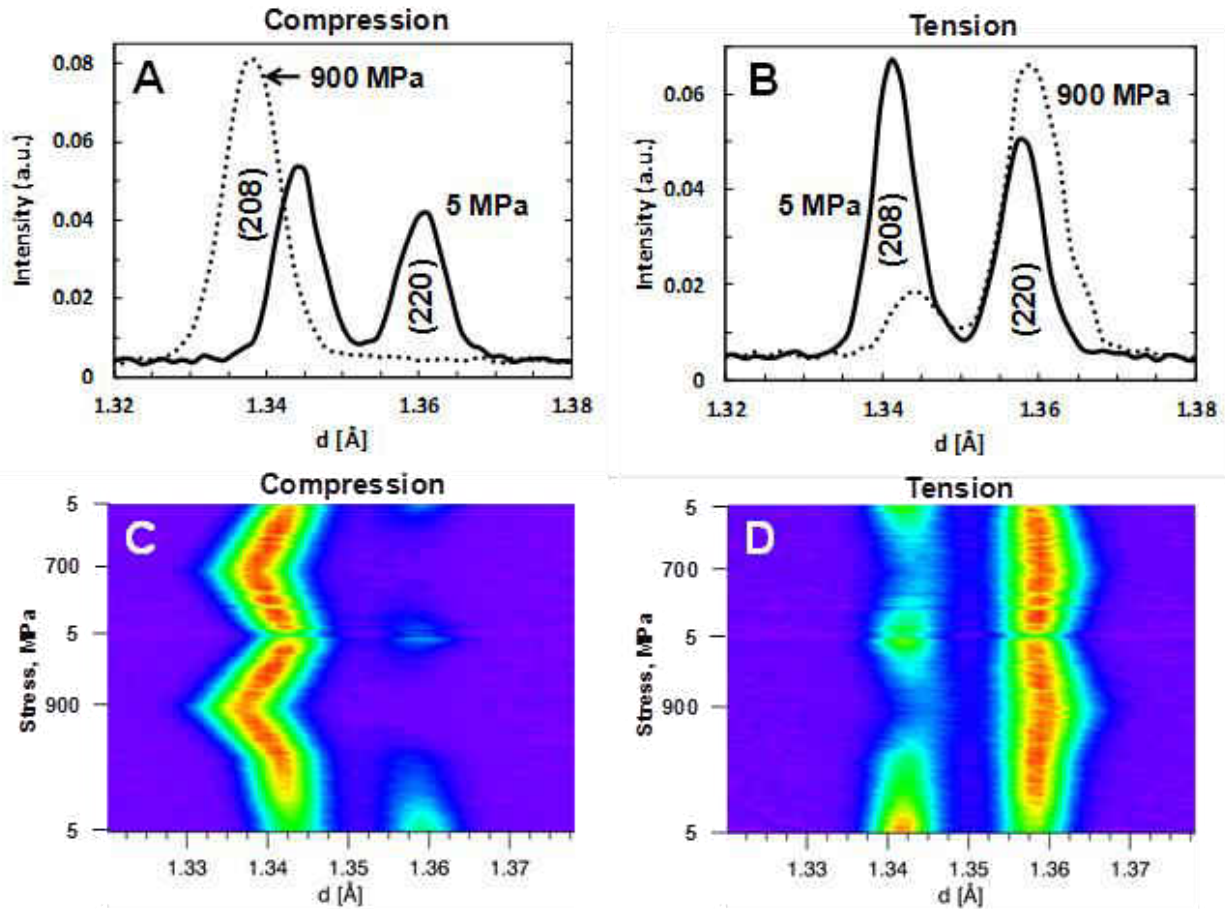 Compression
A
900 MPa
(208)
5 MPa
(220)
Intensity (a.u.)
0.08
0.06
0.04
0.02
0
1.32 1.34 1.36 1.38
d [Å]
Tension
B
900 MPa
5 MPa
(208)
(220)
Intensity (a.u.)
0.06
0.04
0.02
0
1.32 1.34 1.36 1.38
d [Å]
Compression
C
Stress, MPa
5
700
5
900
5
1.33 1.34 1.35 1.36 1.37
d [Å]
Tension
D
Stress, MPa
5
700
5
900
5
1.33 1.34 1.35 1.36 1.37
d [Å]